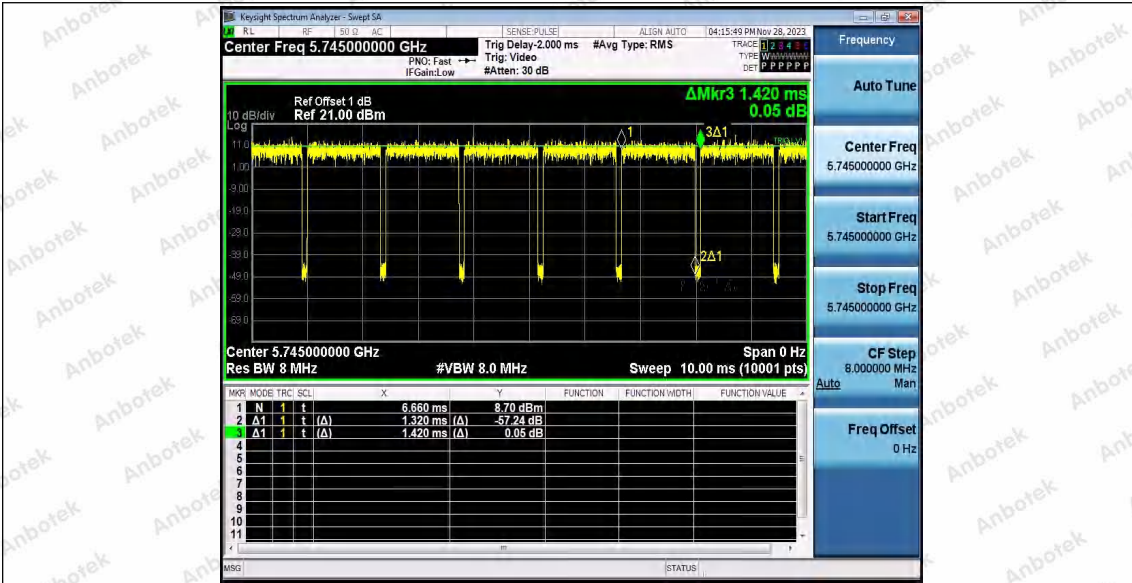 Keysight Spectrum Analyzer - Swept SA
RL RF 50 Ω AC SENSE:PULSE ALIGN AUTO 04:15:49 PM Nov 28, 2023
Center Freq 5.745000000 GHz
PNO: Fast
IFGain:Low
Trig Delay-2.000 ms
Trig: Video
#Atten: 30 dB
#Avg Type: RMS
TRACE 1 2 3 4 5 6
TYPE WWWWWW
DET P P P P P P
Frequency
Auto Tune
Center Freq
5.745000000 GHz
Start Freq
5.745000000 GHz
Stop Freq
5.745000000 GHz
CF Step
8.000000 MHz
Auto Man
Freq Offset
0 Hz
ΔMkr3 1.420 ms
0.05 dB
Ref Offset 1 dB
10 dB/div Ref 21.00 dBm
Log
11.0
1.00
-9.00
-19.0
-29.0
-39.0
-49.0
-59.0
-69.0
1
3Δ1
2Δ1
Center 5.745000000 GHz Span 0 Hz
Res BW 8 MHz #VBW 8.0 MHz Sweep 10.00 ms (10001 pts)
MKR MODE TRC SCL X Y FUNCTION FUNCTION WIDTH FUNCTION VALUE
1 N 1 t 6.660 ms 8.70 dBm
2 Δ1 1 t (Δ) 1.320 ms (Δ) -57.24 dB
3 Δ1 1 t (Δ) 1.420 ms (Δ) 0.05 dB
4
5
6
7
8
9
10
11
MSG STATUS
Anbotek